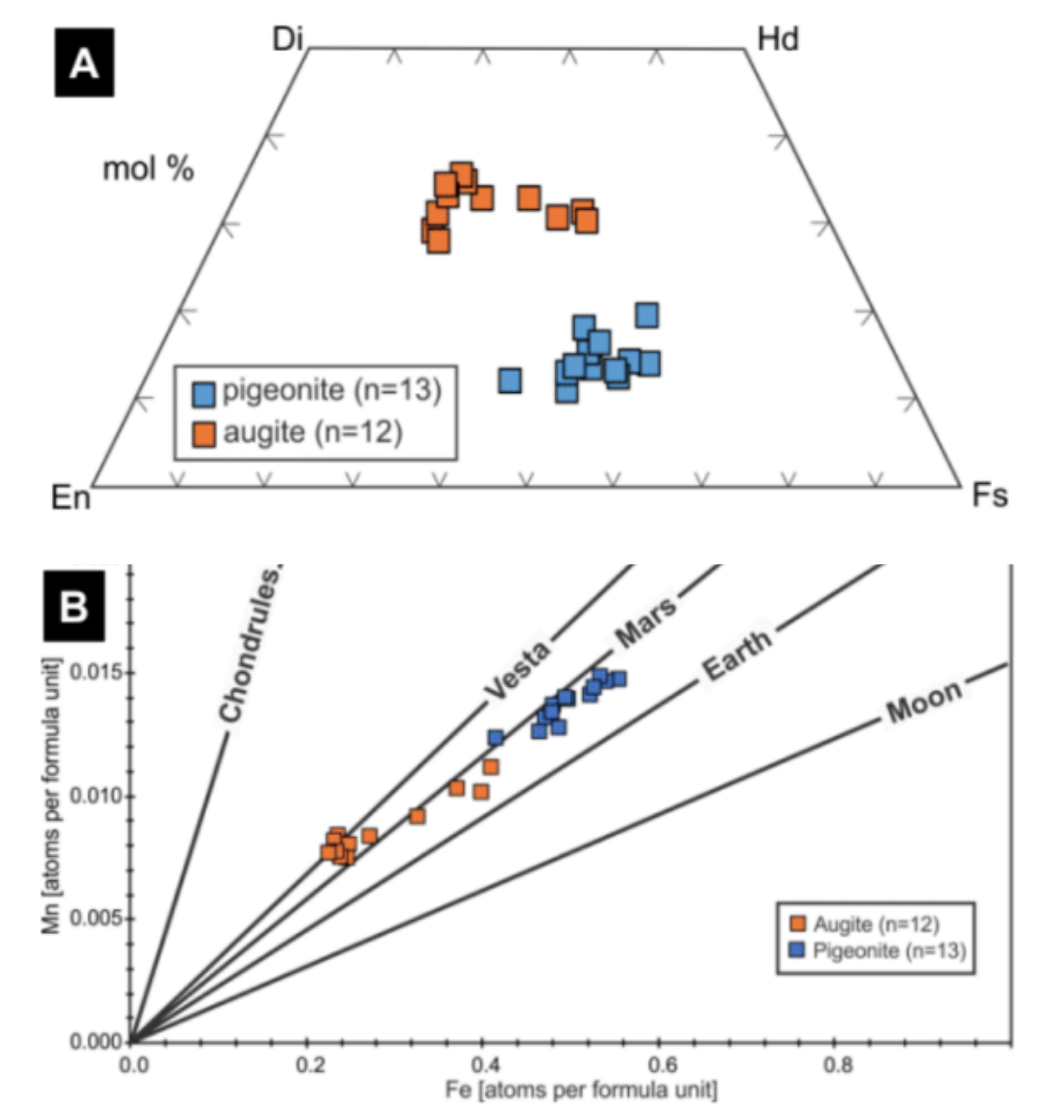 A
Di
Hd
mol %
pigeonite (n=13)
augite (n=12)
En
Fs
B
Chondrules
Vesta
Mars
Earth
Moon
Mn [atoms per formula unit]
0.015
0.010
0.005
0.000
Augite (n=12)
Pigeonite (n=13)
0.0 0.2 0.4 0.6 0.8
Fe [atoms per formula unit]